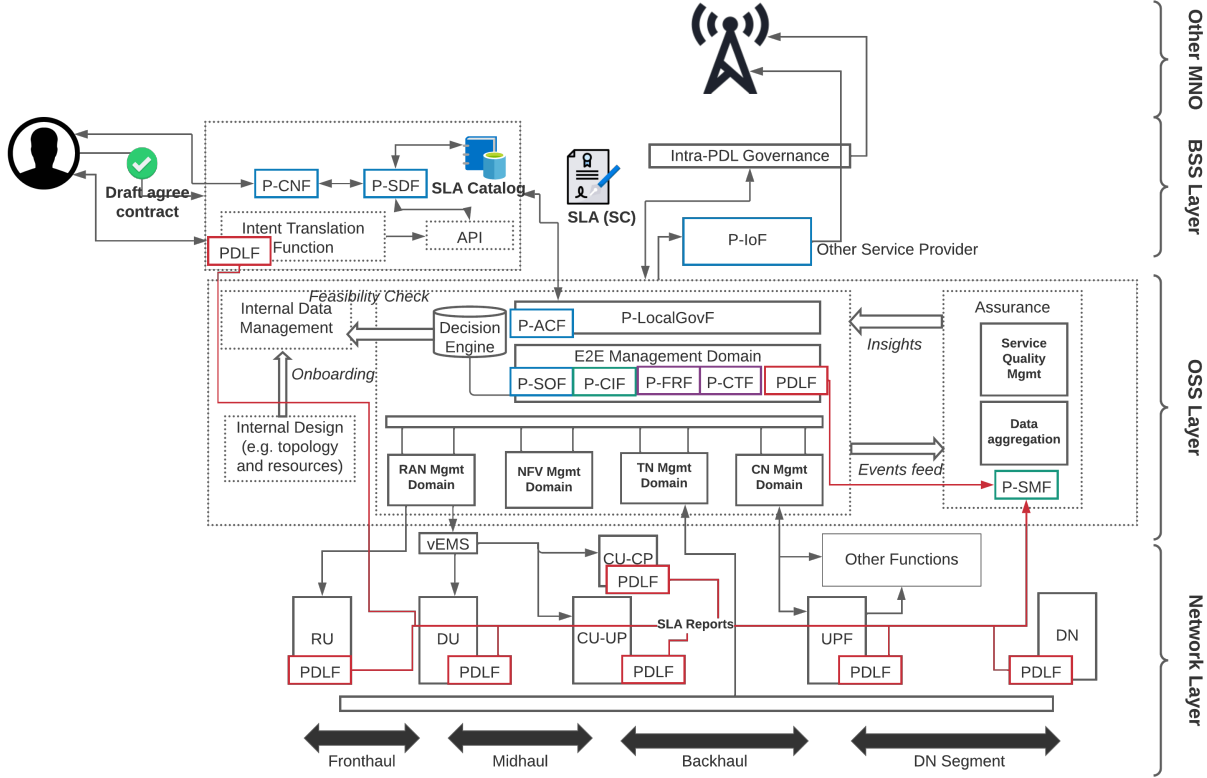 Other MNO
BSS Layer
OSS Layer
Network Layer
Draft agree
contract
P-CNF
P-SDF
SLA Catalog
Intent Translation
Function
PDLF
API
SLA (SC)
Intra-PDL Governance
P-IoF
Other Service Provider
Feasibility Check
Internal Data
Management
Onboarding
Internal Design
(e.g. topology
and resources)
Decision
Engine
P-ACF
P-LocalGovF
E2E Management Domain
P-SOF
P-CIF
P-FRF
P-CTF
PDLF
RAN Mgmt
Domain
NFV Mgmt
Domain
TN Mgmt
Domain
CN Mgmt
Domain
Insights
Events feed
Assurance
Service
Quality
Mgmt
Data
aggregation
P-SMF
vEMS
CU-CP
PDLF
Other Functions
RU
PDLF
DU
PDLF
CU-UP
PDLF
SLA Reports
UPF
PDLF
DN
PDLF
Fronthaul
Midhaul
Backhaul
DN Segment